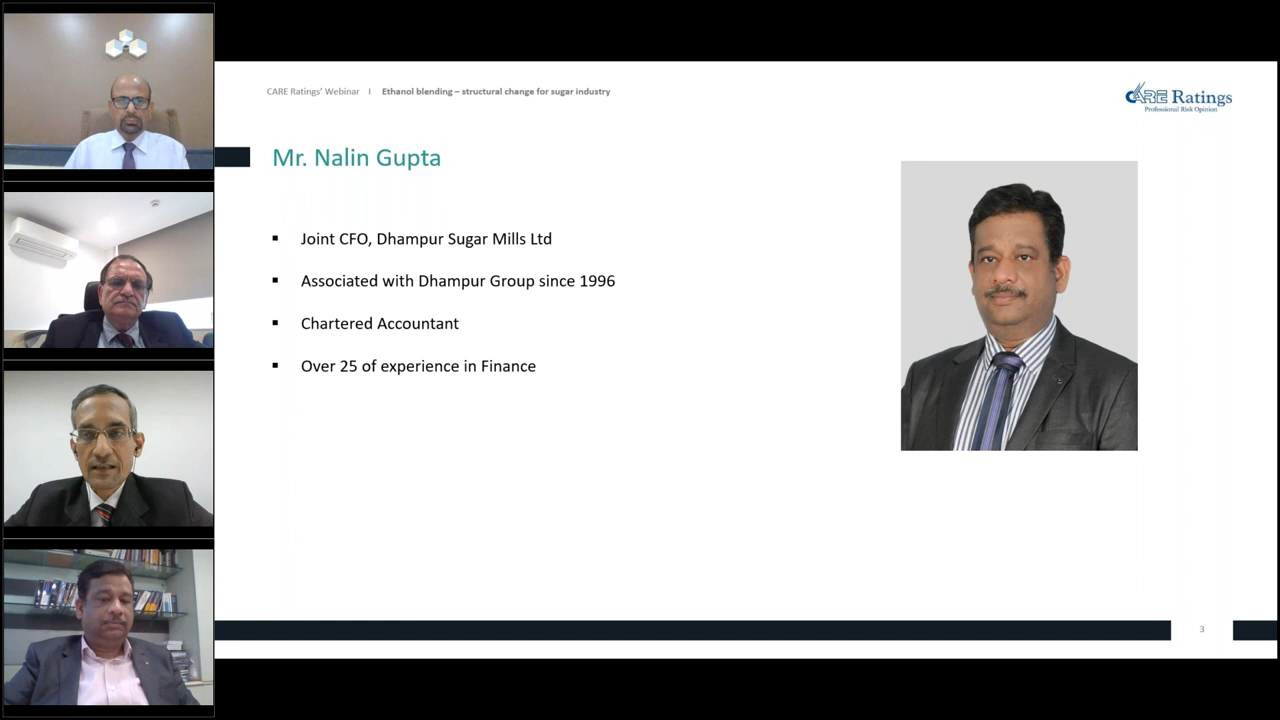 CARE Ratings' Webinar I Ethanol blending – structural change for sugar industry
CARE Ratings
Professional Risk Opinion
Mr. Nalin Gupta
▪ Joint CFO, Dhampur Sugar Mills Ltd
▪ Associated with Dhampur Group since 1996
▪ Chartered Accountant
▪ Over 25 of experience in Finance
3